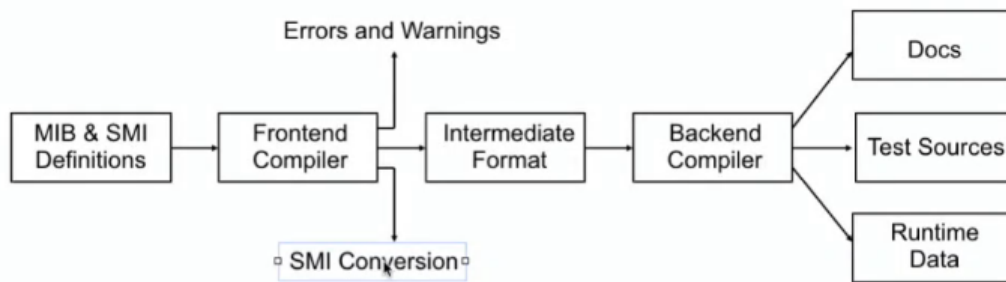 Errors and Warnings
MIB & SMI
Definitions
Frontend
Compiler
Intermediate
Format
Backend
Compiler
Docs
Test Sources
Runtime
Data
SMI Conversion